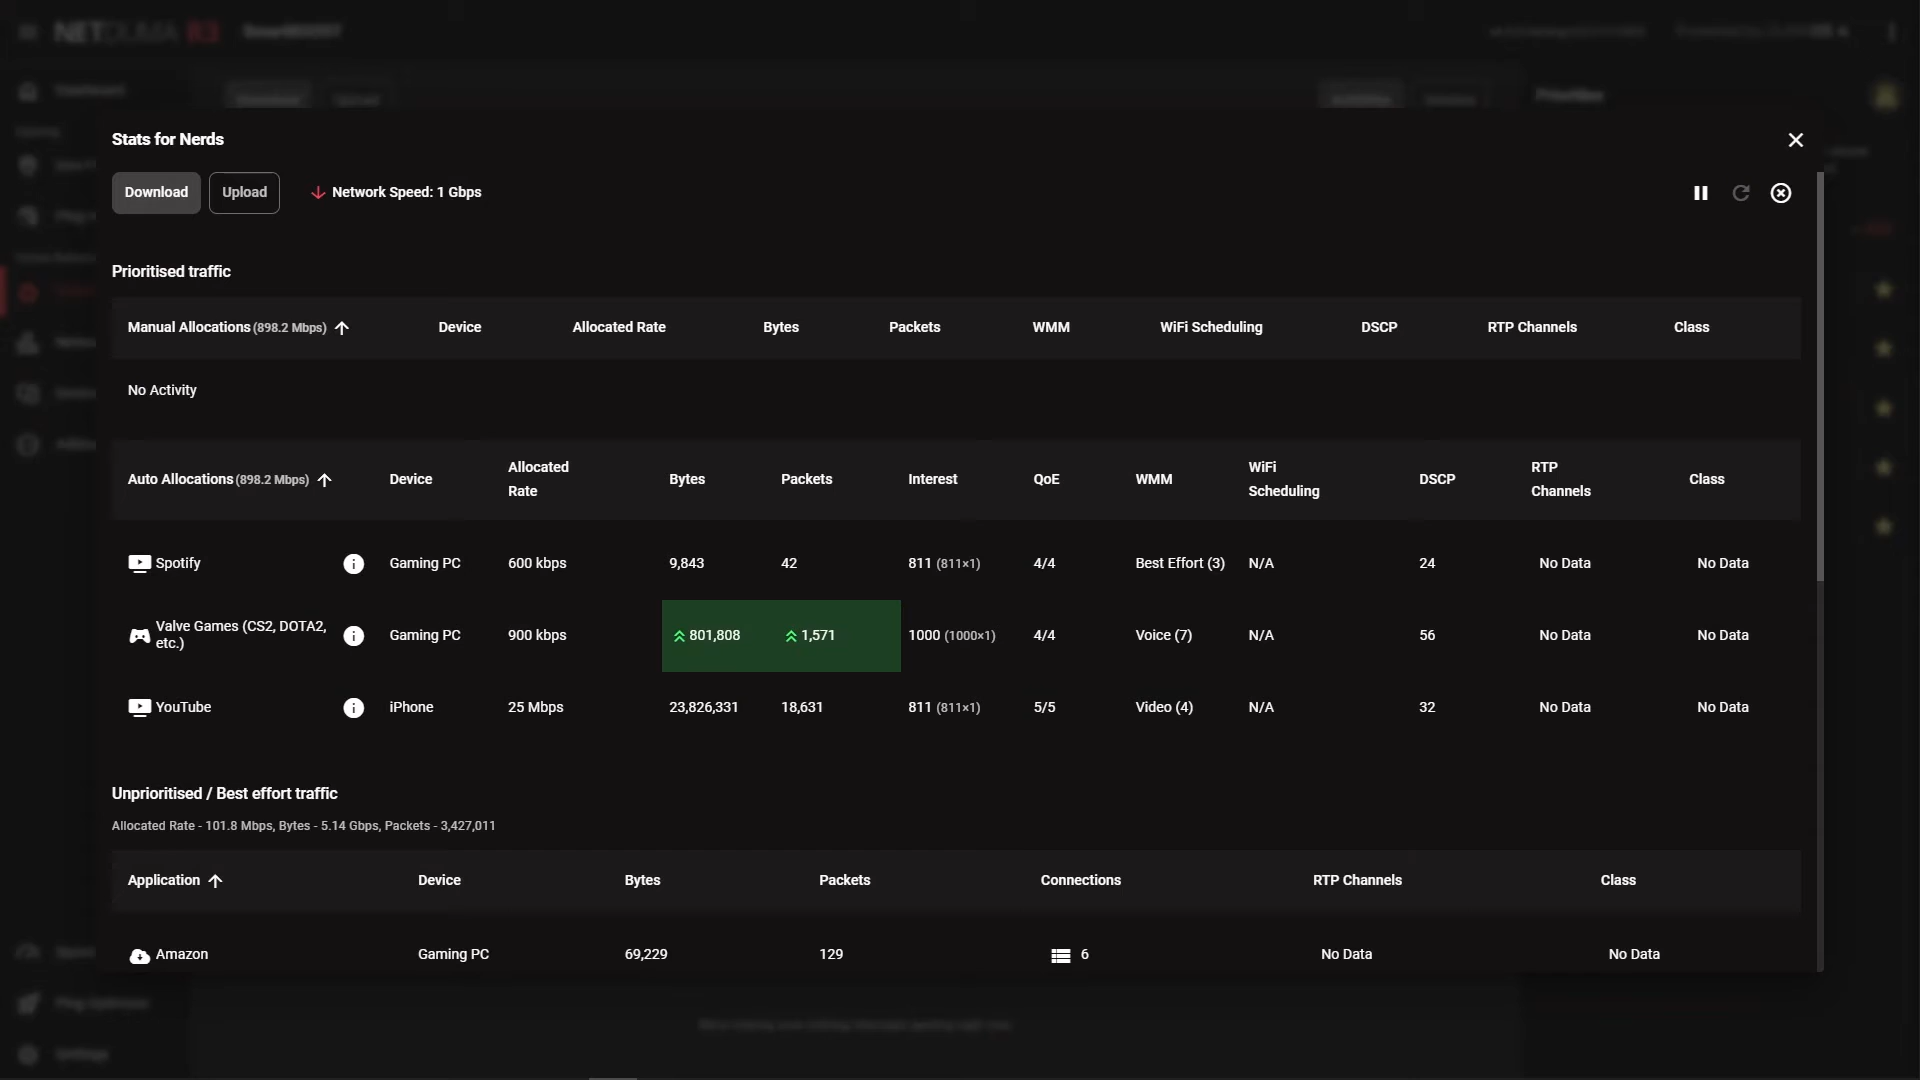 NETDUMA R3
Stats for Nerds
Download Upload Network Speed: 1 Gbps
Prioritised traffic
Manual Allocations (898.2 Mbps) Device Allocated Rate Bytes Packets WMM WiFi Scheduling DSCP RTP Channels Class
No Activity
Auto Allocations (898.2 Mbps) Device Allocated Rate Bytes Packets Interest QoE WMM WiFi Scheduling DSCP RTP Channels Class
Spotify Gaming PC 600 kbps 9,843 42 811 (811×1) 4/4 Best Effort (3) N/A 24 No Data No Data
Valve Games (CS2, DOTA2, etc.) Gaming PC 900 kbps 801,808 1,571 1000 (1000×1) 4/4 Voice (7) N/A 56 No Data No Data
YouTube iPhone 25 Mbps 23,826,331 18,631 811 (811×1) 5/5 Video (4) N/A 32 No Data No Data
Unprioritised / Best effort traffic
Allocated Rate - 101.8 Mbps, Bytes - 5.14 Gbps, Packets - 3,427,011
Application Device Bytes Packets Connections RTP Channels Class
Amazon Gaming PC 69,229 129 6 No Data No Data
Ping Optimizer
Settings